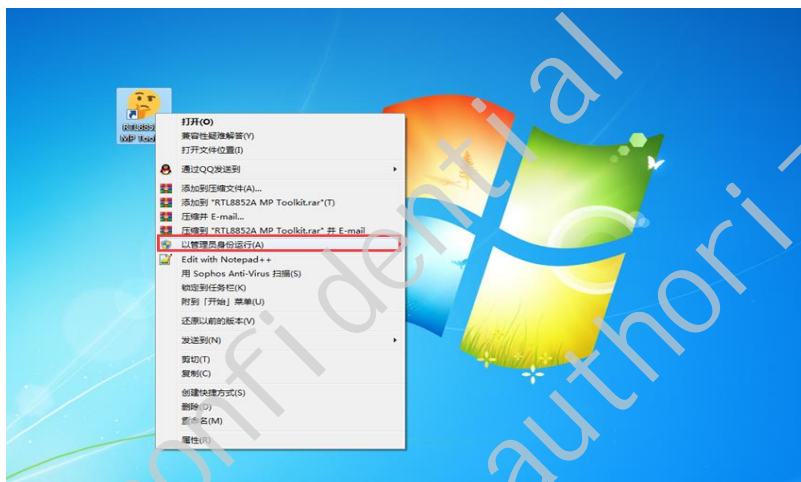 RTL8852
MP Tool
打开(O)
兼容性疑难解答(Y)
打开文件位置(I)
通过QQ发送到
添加到压缩文件(A)...
添加到 "RTL8852A MP Toolkit.rar"(T)
压缩并 E-mail...
压缩到 "RTL8852A MP Toolkit.rar" 并 E-mail
以管理员身份运行(A)
Edit with Notepad++
用 Sophos Anti-Virus 扫描(S)
锁定到任务栏(K)
附到「开始」菜单(U)
还原以前的版本(V)
发送到(N)
剪切(T)
复制(C)
创建快捷方式(S)
删除(D)
重命名(M)
属性(R)
onfidential
authori